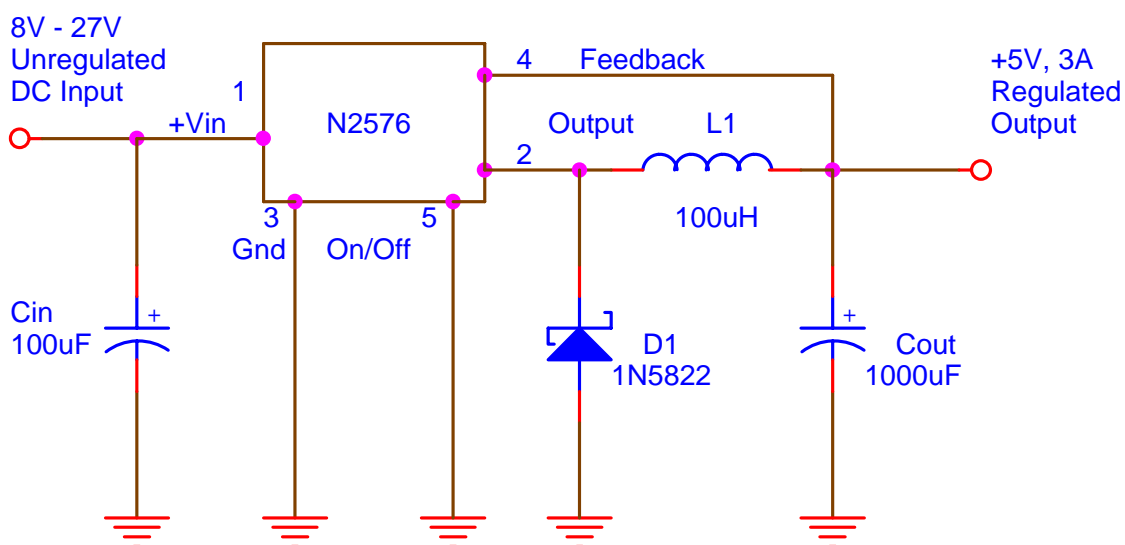 8V - 27V
Unregulated
DC Input
+Vin
1
N2576
4
Feedback
2
Output
L1
100uH
+5V, 3A
Regulated
Output
3
Gnd
5
On/Off
Cin
100uF
+
D1
1N5822
+
Cout
1000uF